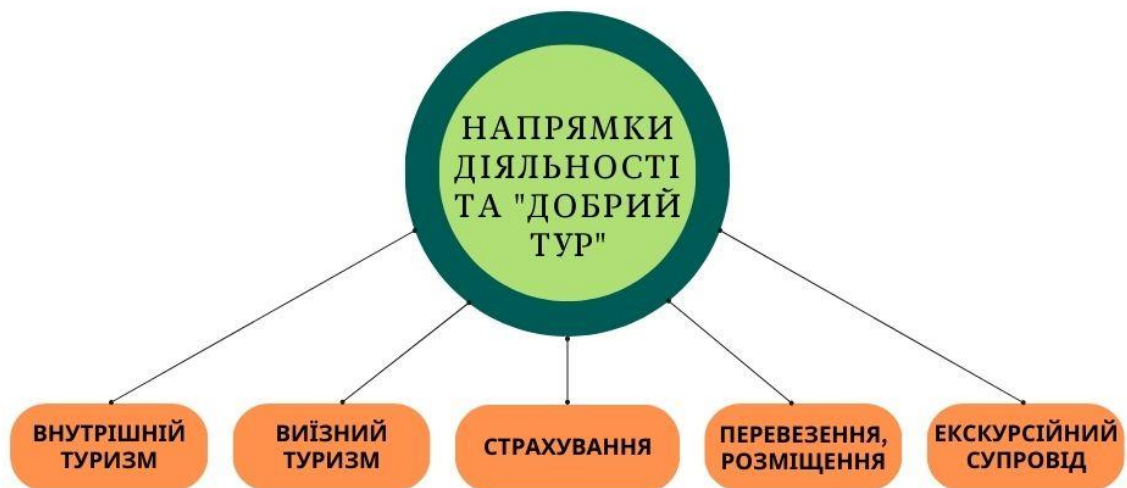 НАПРЯМКИ
ДІЯЛЬНОСТІ
ТА "ДОБРИЙ
ТУР"
ВНУТРІШНІЙ
ТУРИЗМ
ВИЇЗНИЙ
ТУРИЗМ
СТРАХУВАННЯ
ПЕРЕВЕЗЕННЯ,
РОЗМІЩЕННЯ
ЕКСКУРСІЙНИЙ
СУПРОВІД